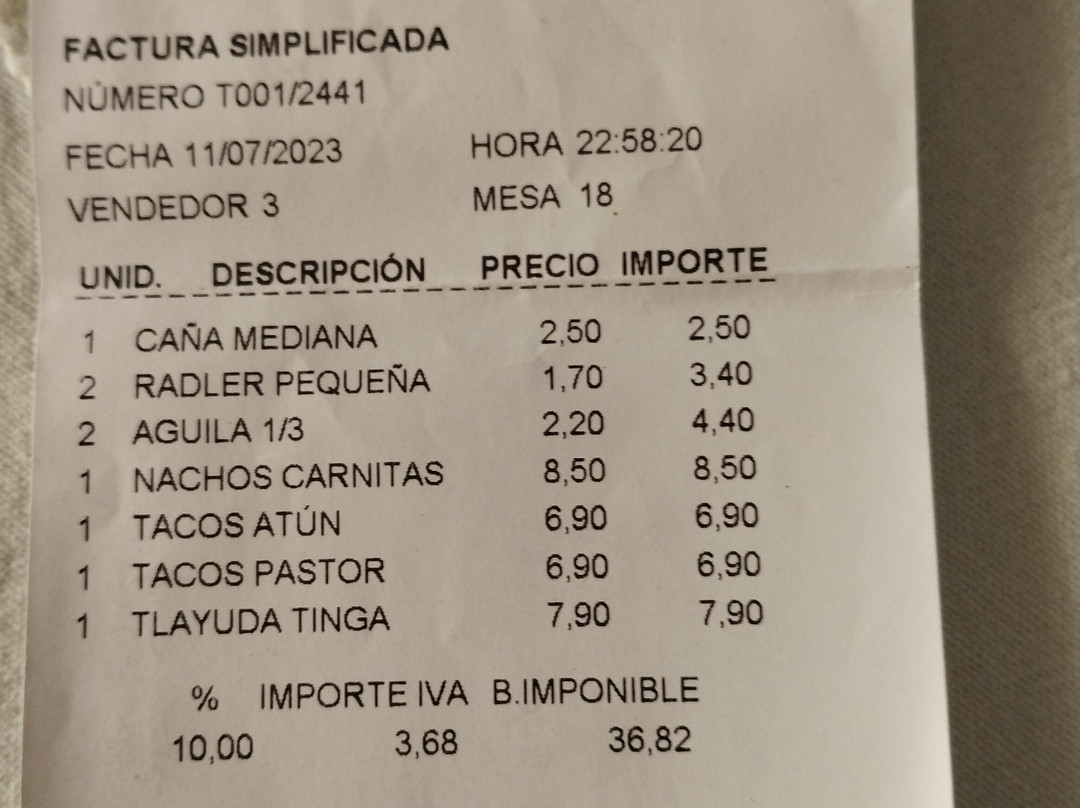 FACTURA SIMPLIFICADA
NÚMERO T001/2441
FECHA 11/07/2023 HORA 22:58:20
VENDEDOR 3 MESA 18
UNID. DESCRIPCIÓN PRECIO IMPORTE
1 CAÑA MEDIANA 2,50 2,50
2 RADLER PEQUEÑA 1,70 3,40
2 AGUILA 1/3 2,20 4,40
1 NACHOS CARNITAS 8,50 8,50
1 TACOS ATÚN 6,90 6,90
1 TACOS PASTOR 6,90 6,90
1 TLAYUDA TINGA 7,90 7,90
% IMPORTE IVA B.IMPONIBLE
10,00 3,68 36,82